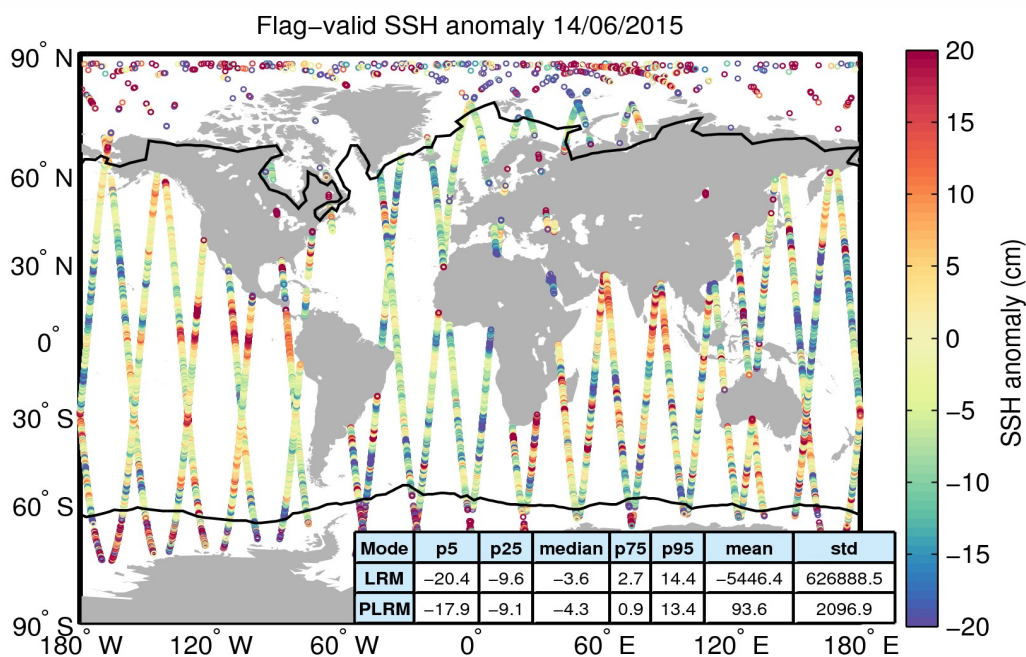 Flag−valid SSH anomaly 14/06/2015
90° N
60° N
30° N
0°
30° S
60° S
90° S
180° W 120° W 60° W 0° 60° E 120° E 180° E
Mode p5 p25 median p75 p95 mean std
LRM −20.4 −9.6 −3.6 2.7 14.4 −5446.4 626888.5
PLRM −17.9 −9.1 −4.3 0.9 13.4 93.6 2096.9
20
15
10
5
0
−5
−10
−15
−20
SSH anomaly (cm)